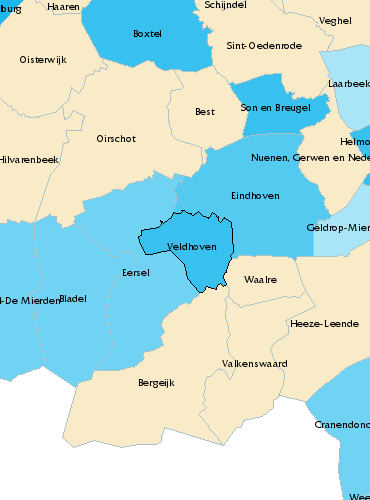 Haaren
Schijndel
burg
Veghel
Boxtel
Sint-Oedenrode
Oisterwijk
Laarbeek
Best
Son en Breugel
Oirschot
Helmo
Hilvarenbeek
Nuenen, Gerwen en Nede
Eindhoven
Geldrop-Mier
Veldhoven
Eersel
Waalre
l-De Mierden
Bladel
Heeze-Leende
Valkenswaard
Bergeijk
Cranendonc
Wee